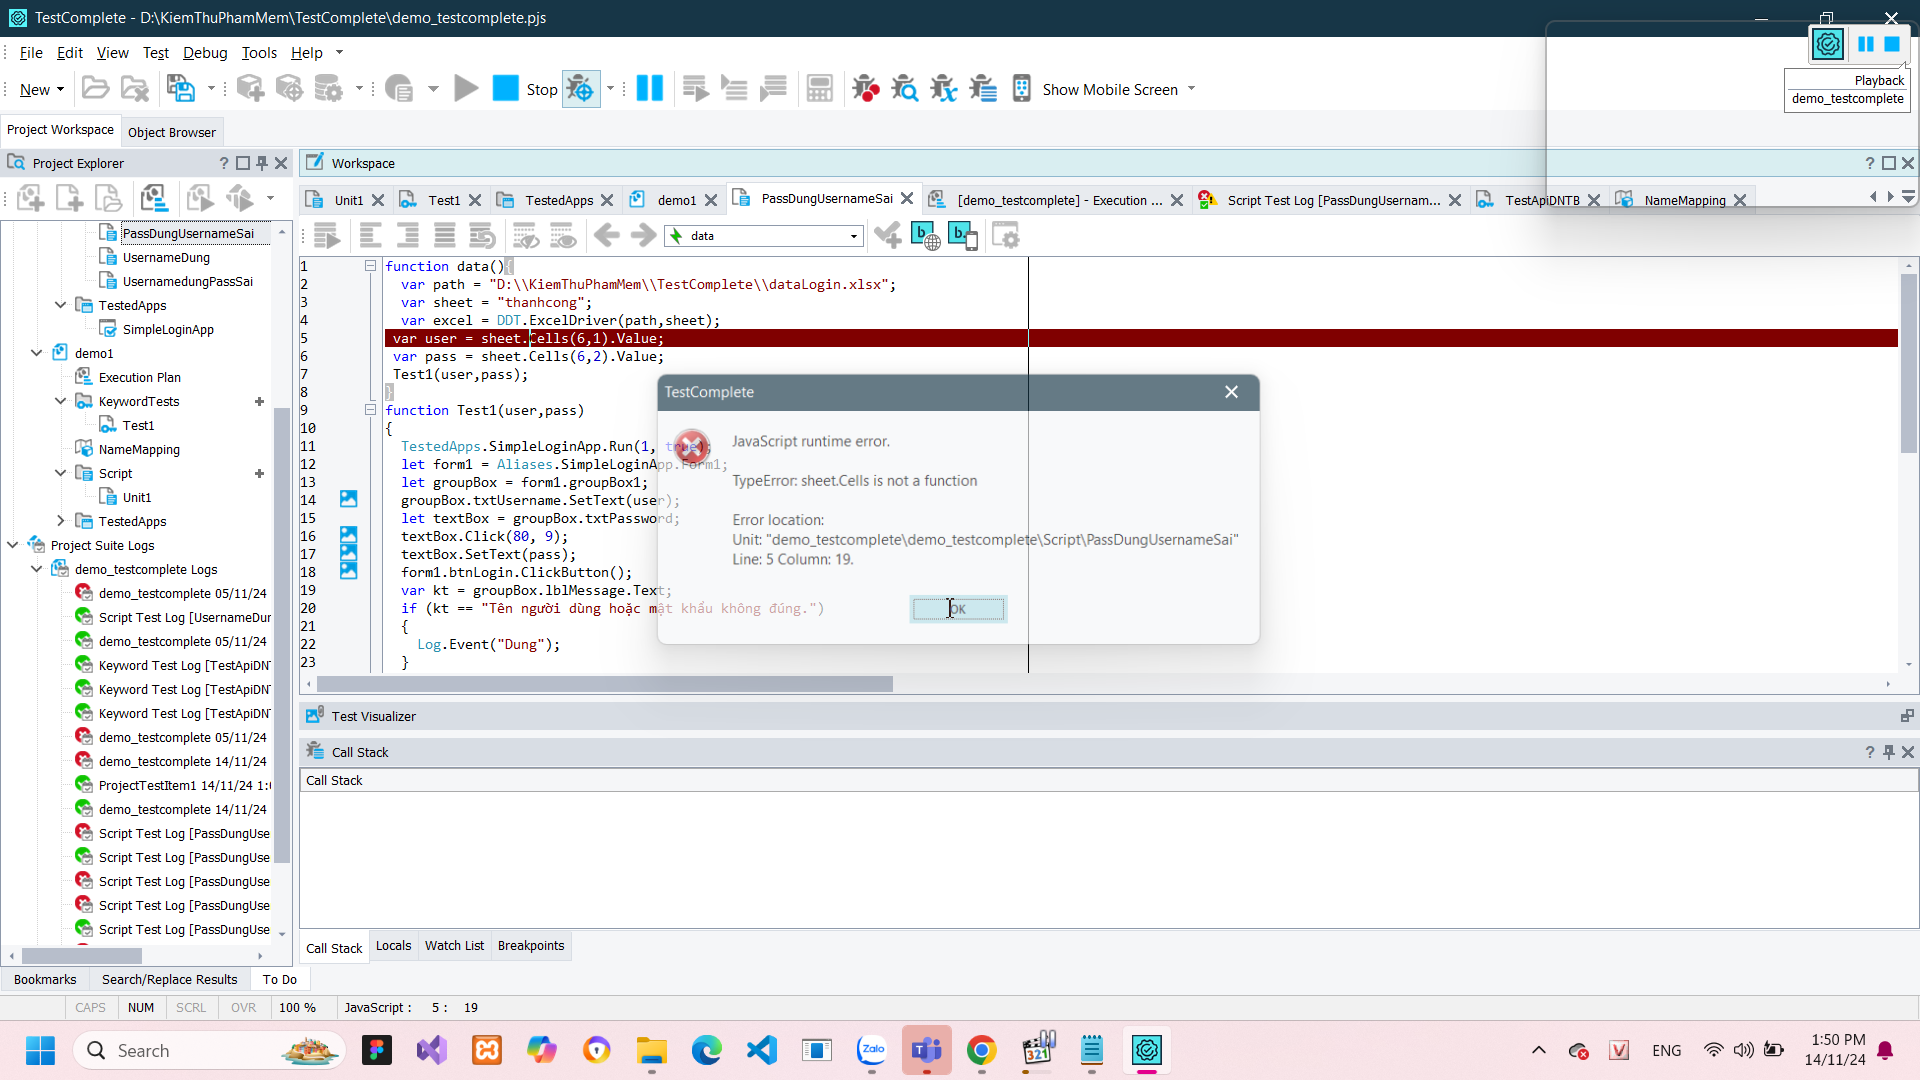 TestComplete - D:\KiemThuPhamMem\TestComplete\demo_testcomplete.pjs
File Edit View Test Debug Tools Help
New Stop Show Mobile Screen
Playback
demo_testcomplete
Project Workspace Object Browser
Project Explorer
Workspace
Unit1 Test1 TestedApps demo1 PassDungUsernameSai [demo_testcomplete] - Execution ... Script Test Log [PassDungUsernam... TestApiDNTB NameMapping
data
PassDungUsernameSai
UsernameDung
UsernamedungPassSai
TestedApps
SimpleLoginApp
demo1
Execution Plan
KeywordTests
Test1
NameMapping
Script
Unit1
TestedApps
Project Suite Logs
demo_testcomplete Logs
demo_testcomplete 05/11/24
Script Test Log [UsernameDur
demo_testcomplete 05/11/24
Keyword Test Log [TestApiDN
Keyword Test Log [TestApiDN
Keyword Test Log [TestApiDN
demo_testcomplete 05/11/24
demo_testcomplete 14/11/24
ProjectTestItem1 14/11/24 1:
demo_testcomplete 14/11/24
Script Test Log [PassDungUse
Script Test Log [PassDungUse
Script Test Log [PassDungUse
Script Test Log [PassDungUse
Script Test Log [PassDungUse
1 function data(){
2 var path = "D:\\KiemThuPhamMem\\TestComplete\\dataLogin.xlsx";
3 var sheet = "thanhcong";
4 var excel = DDT.ExcelDriver(path,sheet);
5 var user = sheet.Cells(6,1).Value;
6 var pass = sheet.Cells(6,2).Value;
7 Test1(user,pass);
8 }
9 function Test1(user,pass)
10 {
11 TestedApps.SimpleLoginApp.Run(1, true);
12 let form1 = Aliases.SimpleLoginApp.Form1;
13 let groupBox = form1.groupBox1;
14 groupBox.txtUsername.SetText(user);
15 let textBox = groupBox.txtPassword;
16 textBox.Click(80, 9);
17 textBox.SetText(pass);
18 form1.btnLogin.ClickButton();
19 var kt = groupBox.lblMessage.Text;
20 if (kt == "Tên người dùng hoặc mật khẩu không đúng.")
21 {
22 Log.Event("Dung");
23 }
TestComplete
JavaScript runtime error.
TypeError: sheet.Cells is not a function
Error location:
Unit: "demo_testcomplete\demo_testcomplete\Script\PassDungUsernameSai"
Line: 5 Column: 19.
OK
Test Visualizer
Call Stack
Call Stack
Call Stack Locals Watch List Breakpoints
Bookmarks Search/Replace Results To Do
CAPS NUM SCRL OVR 100 % JavaScript : 5 : 19
Search
Zalo
321
ENG
1:50 PM
14/11/24